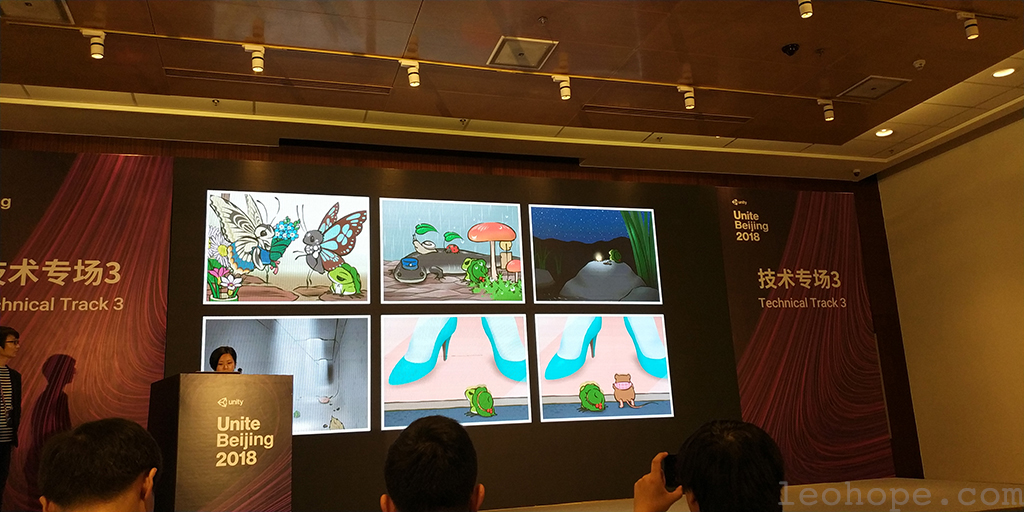 g
技术专场3
hnical Track 3
unity
Unite
Beijing
2018
unity
Unite
Beijing
2018
技术专场3
Technical Track 3
leohope.com